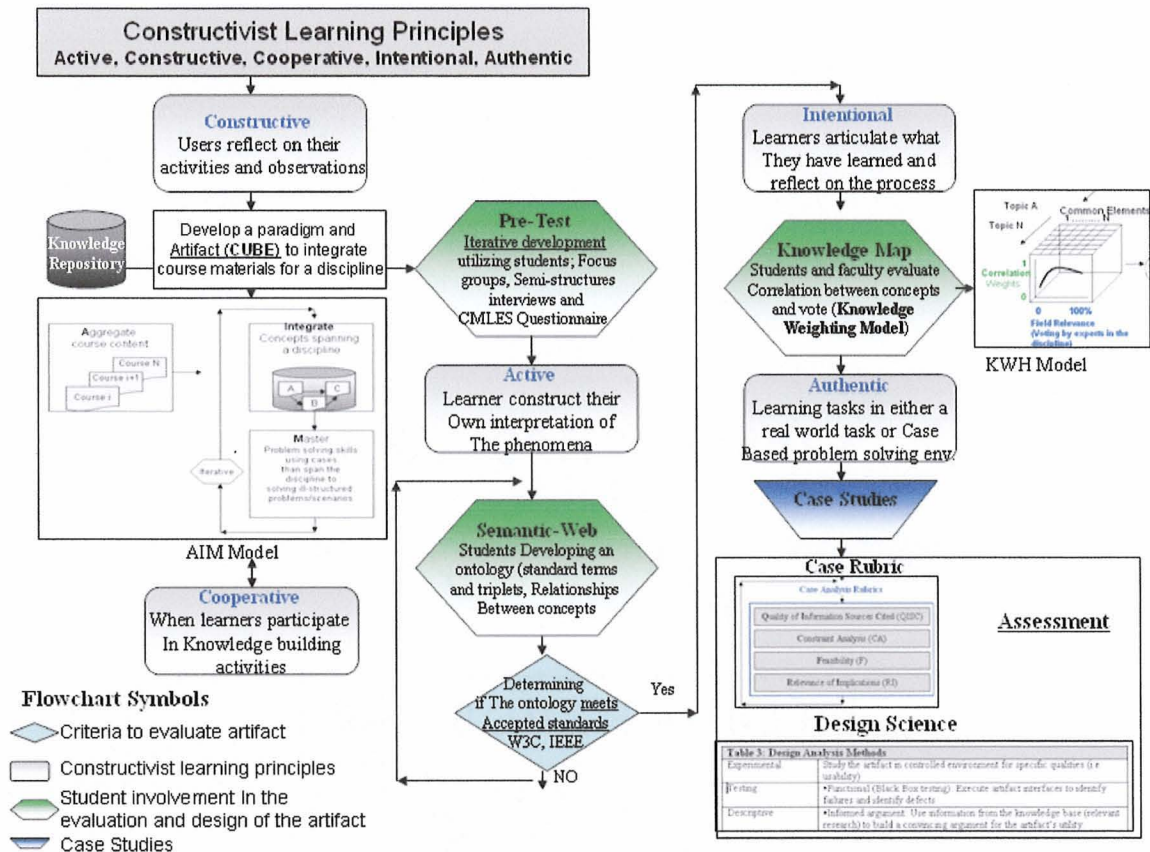 Constructivist Learning Principles
Active, Constructive, Cooperative, Intentional, Authentic
Constructive
Users reflect on their
activities and observations
Knowledge
Repository
Develop a paradigm and
Artifact (CUBE) to integrate
course materials for a discipline
Aggregate
course content
Course N
Course i+1
Course i
Integrate
Concepts spanning
a discipline
A
C
B
Master
Problem solving skills
using cases,
than span the
discipline to
solving ill-structured
problems/scenarios
Iterative
AIM Model
Cooperative
When learners participate
In Knowledge building
activities
Flowchart Symbols
Criteria to evaluate artifact
Constructivist learning principles
Student involvement In the
evaluation and design of the artifact
Case Studies
Pre-Test
Iterative development
utilizing students; Focus
groups, Semi-structures
interviews and
CMLES Questionnaire
Active
Learner construct their
Own interpretation of
The phenomena
Semantic-Web
Students Developing an
ontology (standard terms
and triplets, Relationships
Between concepts
Determining
if The ontology meets
Accepted standards
W3C, IEEE
Yes
NO
Intentional
Learners articulate what
They have learned and
reflect on the process
Knowledge Map
Students and faculty evaluate
Correlation between concepts
and vote (Knowledge
Weighting Model)
Topic A
Common Elements
Topic N
1 ........ N
1
Correlation
Weights
0
0 100%
Field Relevance
(Voting by experts in the
discipline)
KWH Model
Authentic
Learning tasks in either a
real world task or Case
Based problem solving env.
Case Studies
Case Rubric
Case Analysis Rubrics
Quality of Information Sources Cited (QISC)
Constraint Analysis (CA)
Feasibility (F)
Relevance of Implications (RI)
Assessment
Design Science
Table 3: Design Analysis Methods
Experimental Study the artifact in controlled environment for specific qualities (i.e
usability)
Testing •Functional (Black Box testing): Execute artifact interfaces to identify
failures and identify defects
Descriptive •Informed argument: Use information from the knowledge base (relevant
research) to build a convincing argument for the artifact's utility